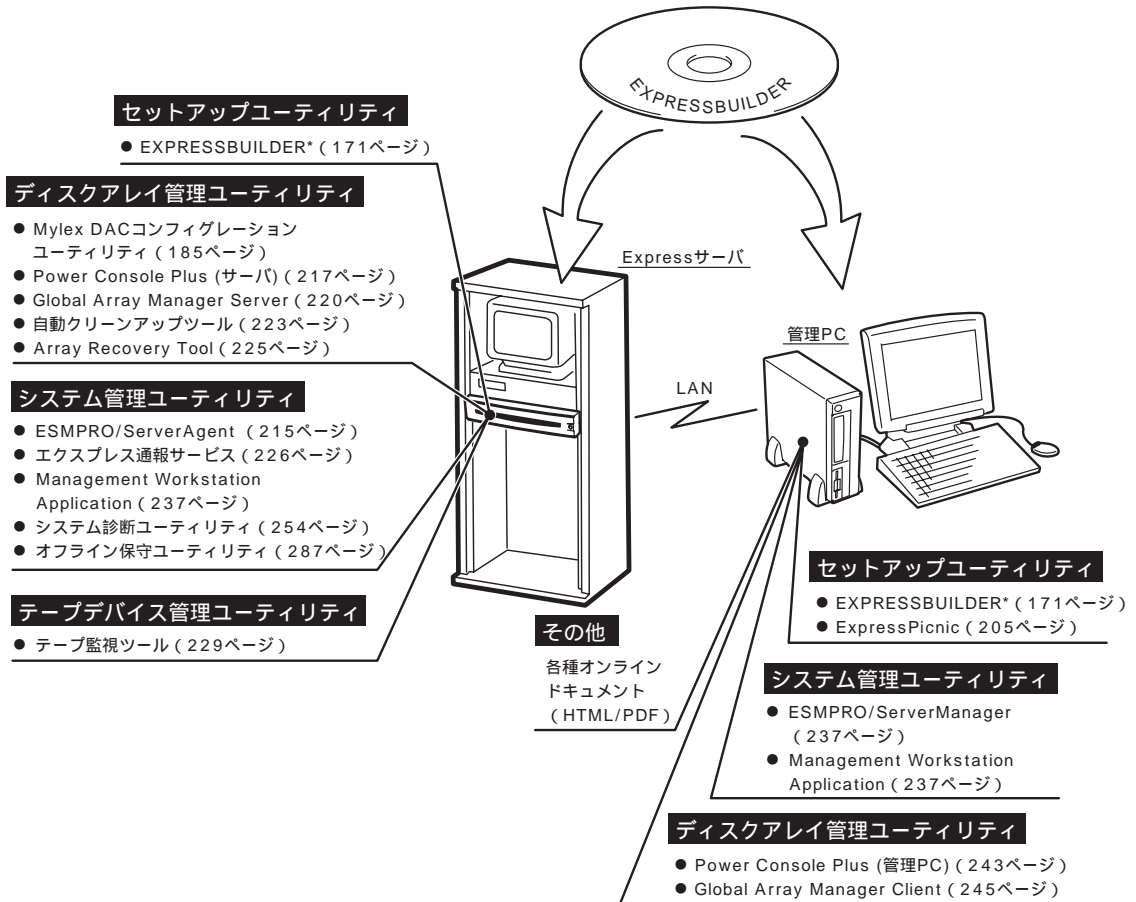 EXPRESSBUILDER
セットアップユーティリティ
● EXPRESSBUILDER*（171ページ）
ディスクアレイ管理ユーティリティ
● Mylex DACコンフィグレーション
ユーティリティ（185ページ）
● Power Console Plus (サーバ)（217ページ）
● Global Array Manager Server（220ページ）
● 自動クリーンアップツール（223ページ）
● Array Recovery Tool（225ページ）
システム管理ユーティリティ
● ESMPRO/ServerAgent （215ページ）
● エクスプレス通報サービス（226ページ）
● Management Workstation
Application（237ページ）
● システム診断ユーティリティ（254ページ）
● オフライン保守ユーティリティ（287ページ）
テープデバイス管理ユーティリティ
● テープ監視ツール（229ページ）
Expressサーバ
LAN
管理PC
その他
各種オンライン
ドキュメント
（HTML/PDF）
セットアップユーティリティ
● EXPRESSBUILDER*（171ページ）
● ExpressPicnic（205ページ）
システム管理ユーティリティ
● ESMPRO/ServerManager
（237ページ）
● Management Workstation
Application（237ページ）
ディスクアレイ管理ユーティリティ
● Power Console Plus (管理PC)（243ページ）
● Global Array Manager Client（245ページ）